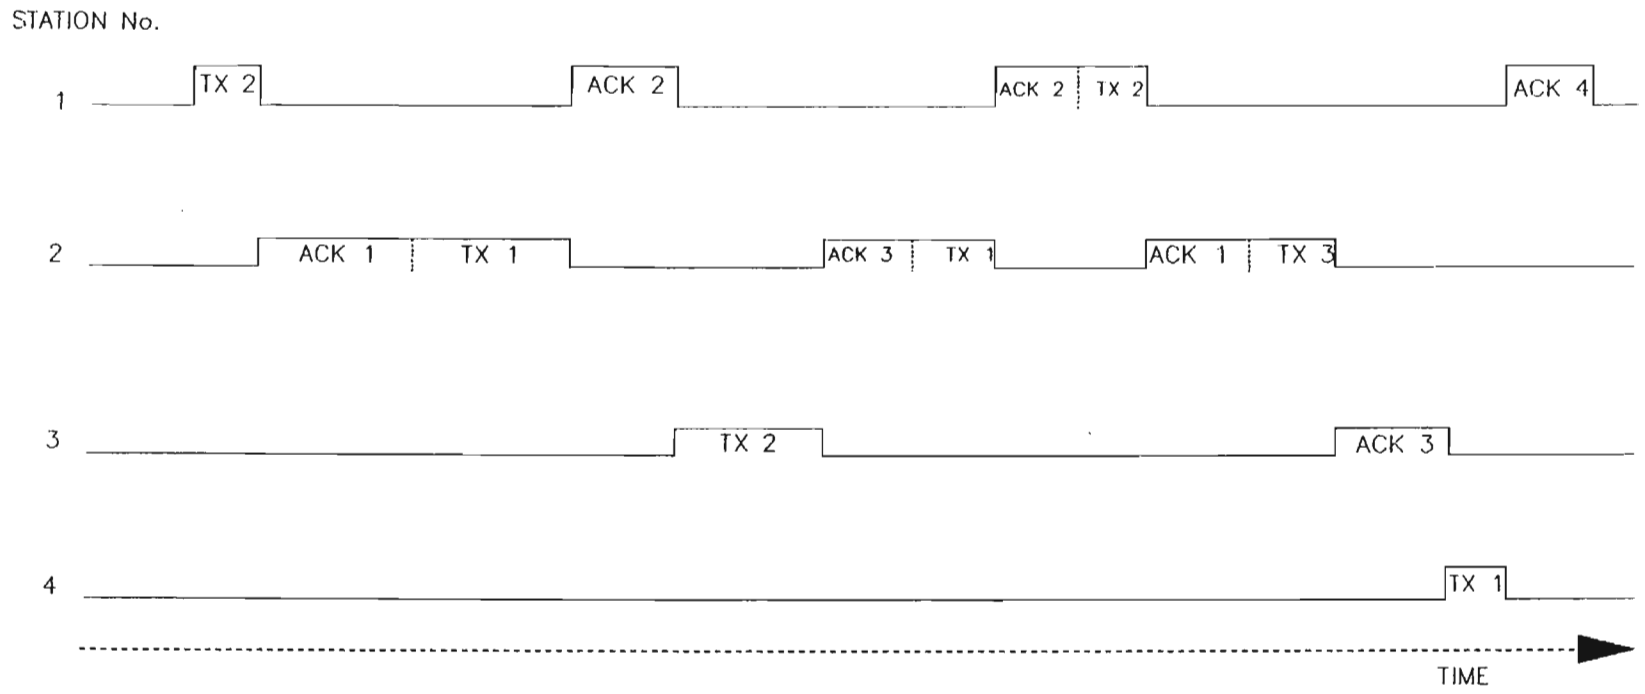 STATION No.
1 TX 2 ACK 2 ACK 2 TX 2 ACK 4
2 ACK 1 TX 1 ACK 3 TX 1 ACK 1 TX 3
3 TX 2 ACK 3
4 TX 1
TIME